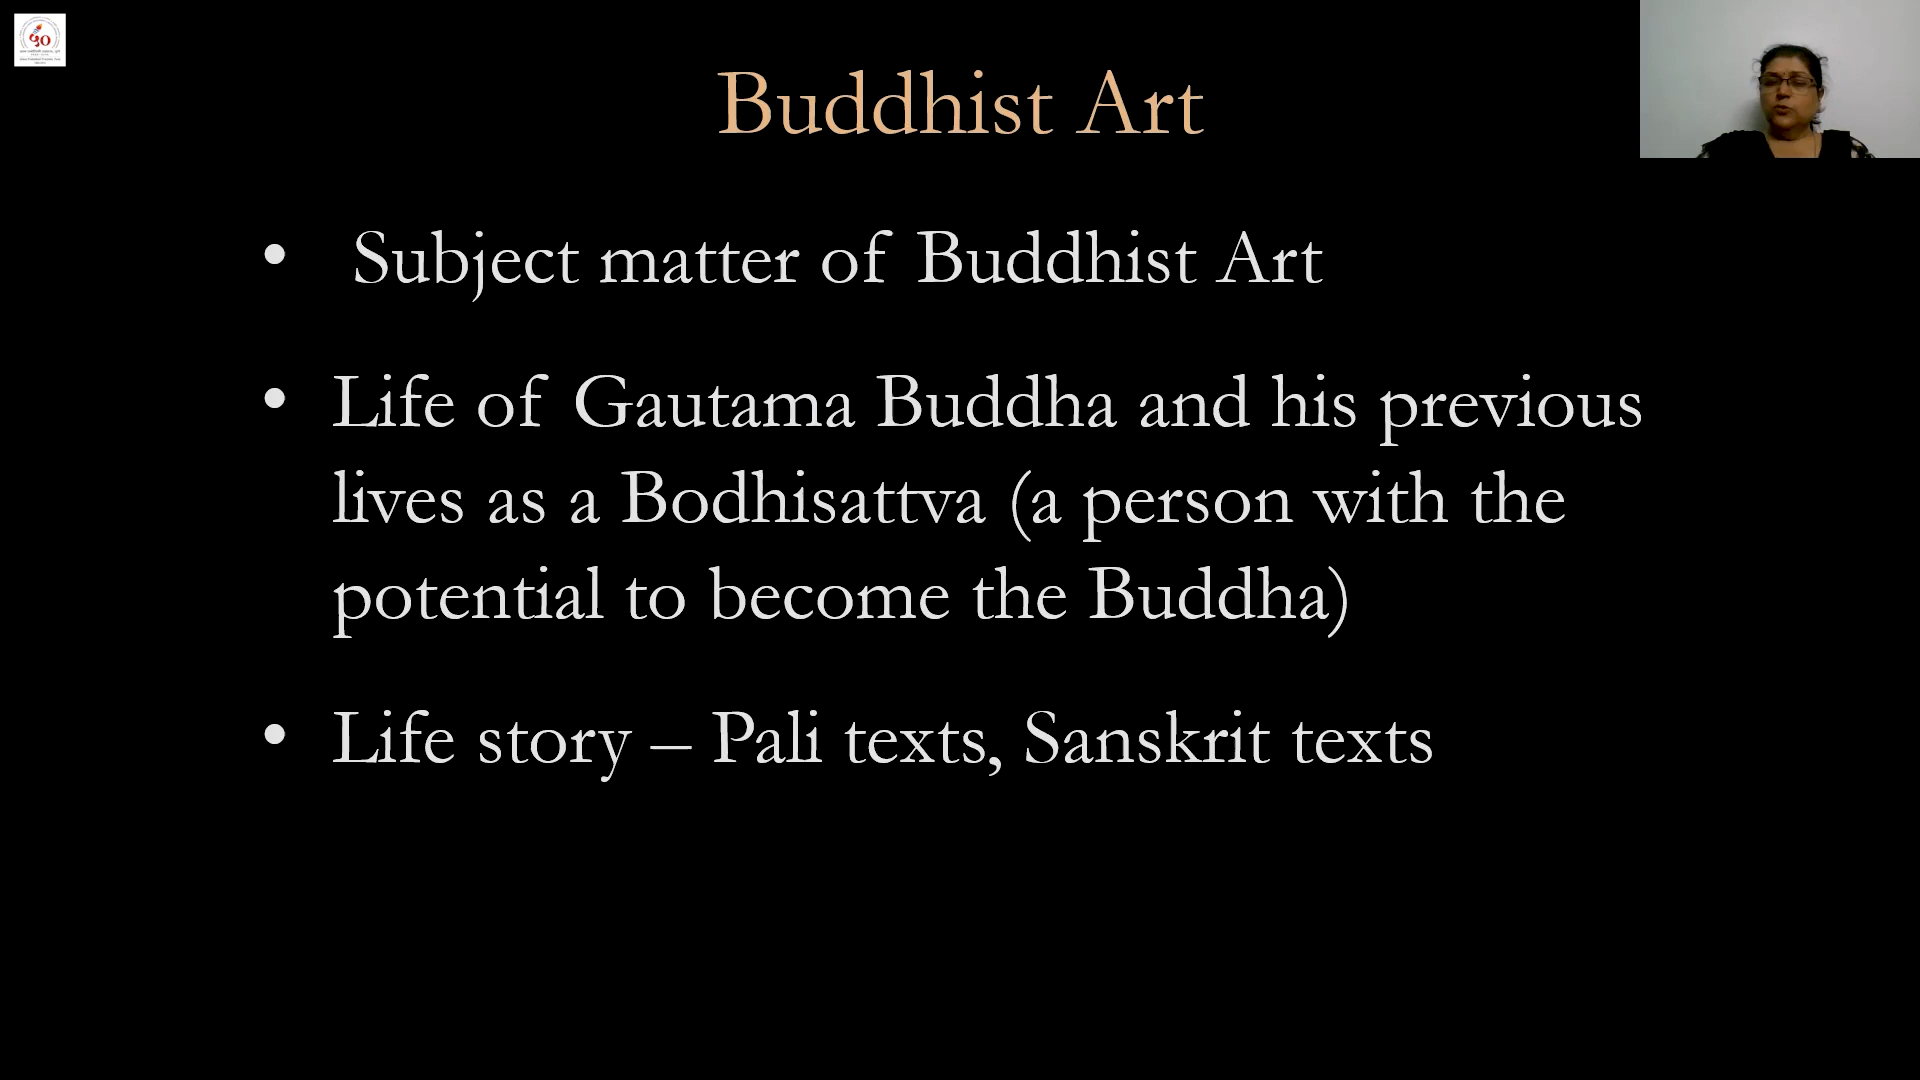 Buddhist Art
• Subject matter of Buddhist Art
• Life of Gautama Buddha and his previous
lives as a Bodhisattva (a person with the
potential to become the Buddha)
• Life story – Pali texts, Sanskrit texts